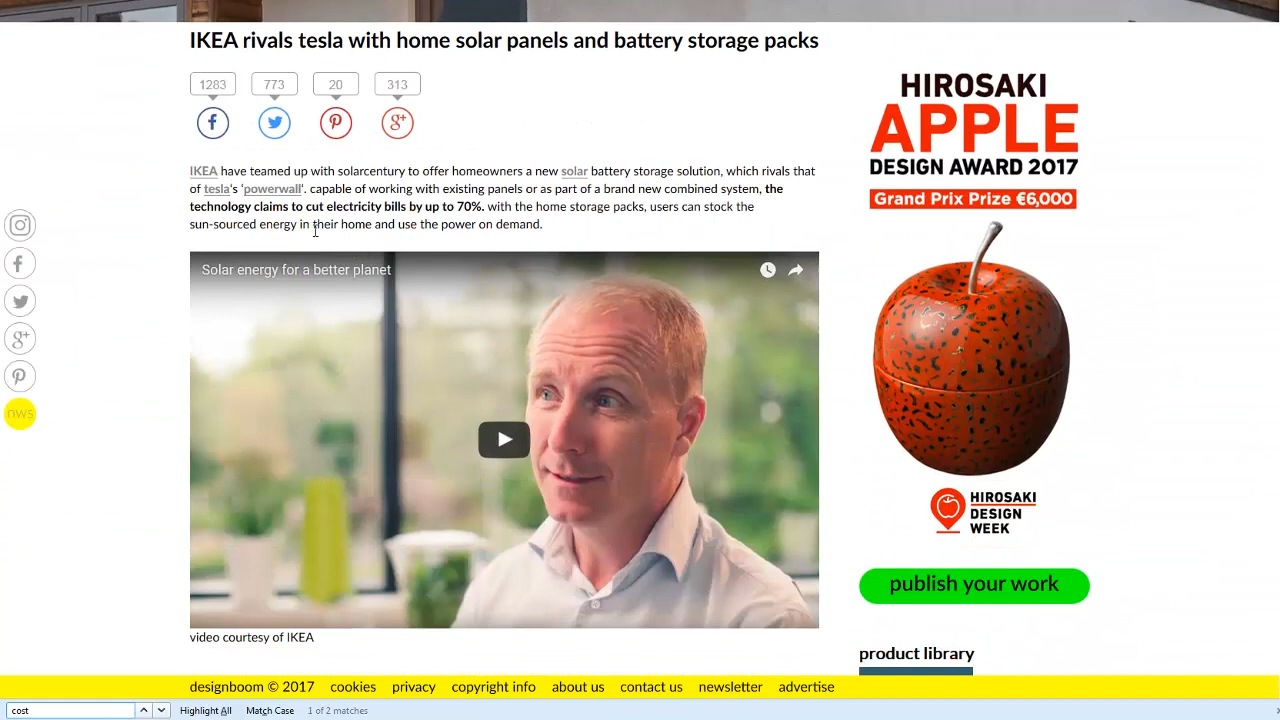 IKEA rivals tesla with home solar panels and battery storage packs
1283 773 20 313
IKEA have teamed up with solarcentury to offer homeowners a new solar battery storage solution, which rivals that
of tesla's 'powerwall'. capable of working with existing panels or as part of a brand new combined system, the
technology claims to cut electricity bills by up to 70%. with the home storage packs, users can stock the
sun-sourced energy in their home and use the power on demand.
Solar energy for a better planet
video courtesy of IKEA
HIROSAKI
APPLE
DESIGN AWARD 2017
Grand Prix Prize €6,000
HIROSAKI
DESIGN
WEEK
publish your work
product library
nws
designboom © 2017 cookies privacy copyright info about us contact us newsletter advertise
cost Highlight All Match Case 1 of 2 matches